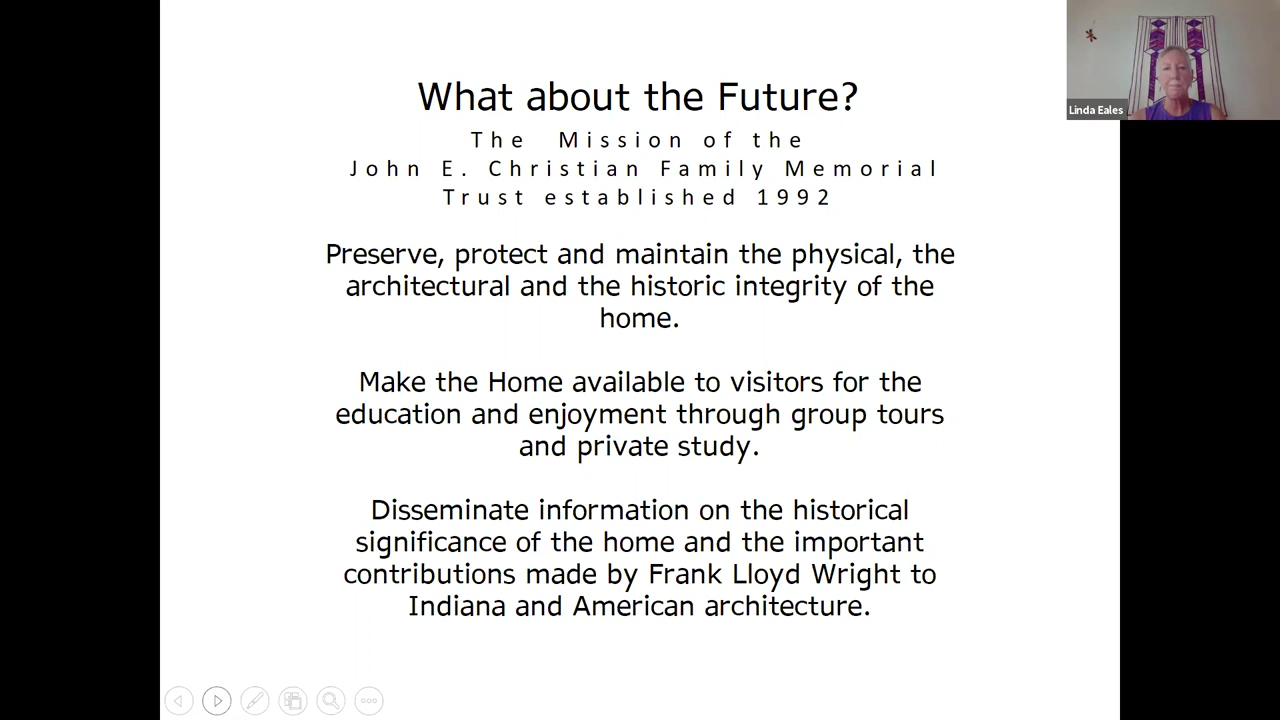 What about the Future?
The Mission of the
John E. Christian Family Memorial
Trust established 1992
Preserve, protect and maintain the physical, the
architectural and the historic integrity of the
home.
Make the Home available to visitors for the
education and enjoyment through group tours
and private study.
Disseminate information on the historical
significance of the home and the important
contributions made by Frank Lloyd Wright to
Indiana and American architecture.
Linda Eales